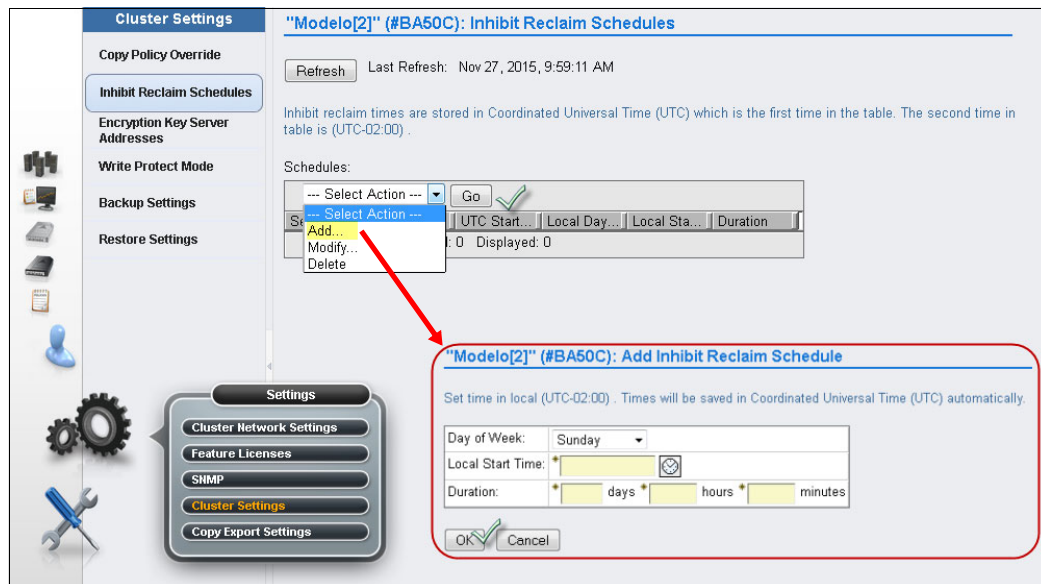 Cluster Settings
Copy Policy Override
Inhibit Reclaim Schedules
Encryption Key Server
Addresses
Write Protect Mode
Backup Settings
Restore Settings
"Modelo[2]" (#BA50C): Inhibit Reclaim Schedules
Refresh Last Refresh: Nov 27, 2015, 9:59:11 AM
Inhibit reclaim times are stored in Coordinated Universal Time (UTC) which is the first time in the table. The second time in
table is (UTC-02:00) .
Schedules:
--- Select Action --- Go
--- Select Action ---
Add...
Modify...
Delete
UTC Start... Local Day... Local Sta... Duration
0 Displayed: 0
"Modelo[2]" (#BA50C): Add Inhibit Reclaim Schedule
Set time in local (UTC-02:00) . Times will be saved in Coordinated Universal Time (UTC) automatically.
Day of Week: Sunday
Local Start Time: *
Duration: * days * hours * minutes
OK Cancel
Settings
Cluster Network Settings
Feature Licenses
SNMP
Cluster Settings
Copy Export Settings